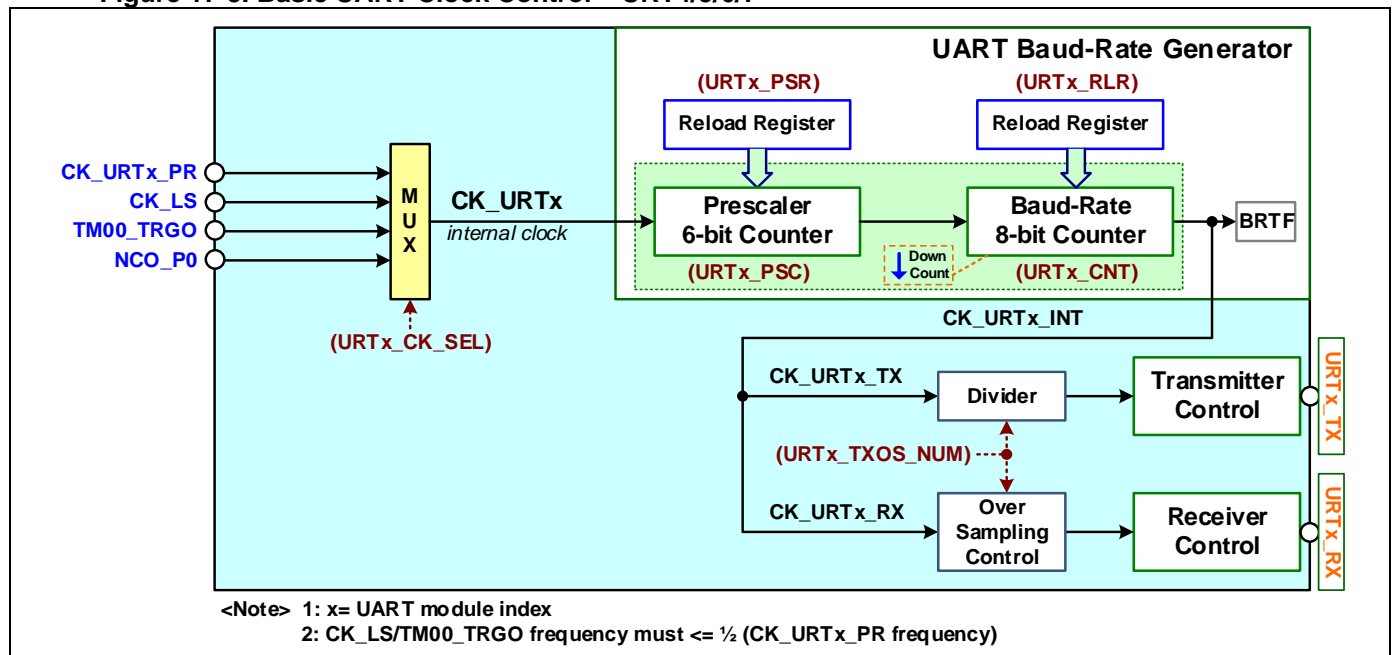 UART Baud-Rate Generator
(URTx_PSR)
(URTx_RLR)
Reload Register
Reload Register
CK_URTx_PR
CK_LS
TM00_TRGO
NCO_P0
MUX
CK_URTx
internal clock
Prescaler
6-bit Counter
Baud-Rate
8-bit Counter
BRTF
Down
Count
(URTx_PSC)
(URTx_CNT)
(URTx_CK_SEL)
CK_URTx_INT
CK_URTx_TX
Divider
Transmitter
Control
URTx_TX
(URTx_TXOS_NUM)
CK_URTx_RX
Over
Sampling
Control
Receiver
Control
URTx_RX
<Note> 1: x= UART module index
2: CK_LS/TM00_TRGO frequency must <= ½ (CK_URTx_PR frequency)